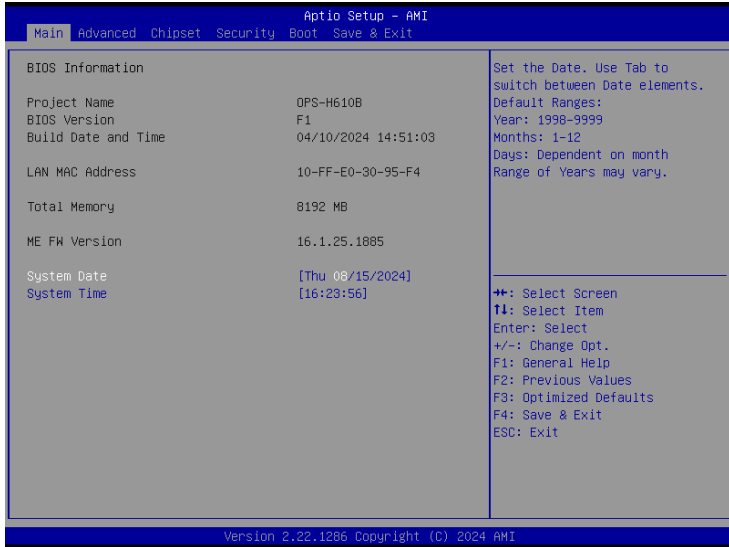 Aptio Setup – AMI
Main Advanced Chipset Security Boot Save & Exit
BIOS Information
Project Name OPS-H610B
BIOS Version F1
Build Date and Time 04/10/2024 14:51:03
LAN MAC Address 10-FF-E0-30-95-F4
Total Memory 8192 MB
ME FW Version 16.1.25.1885
System Date [Thu 08/15/2024]
System Time [16:23:56]
Set the Date. Use Tab to
switch between Date elements.
Default Ranges:
Year: 1998-9999
Months: 1-12
Days: Dependent on month
Range of Years may vary.
→←: Select Screen
↑↓: Select Item
Enter: Select
+/-: Change Opt.
F1: General Help
F2: Previous Values
F3: Optimized Defaults
F4: Save & Exit
ESC: Exit
Version 2.22.1286 Copyright (C) 2024 AMI